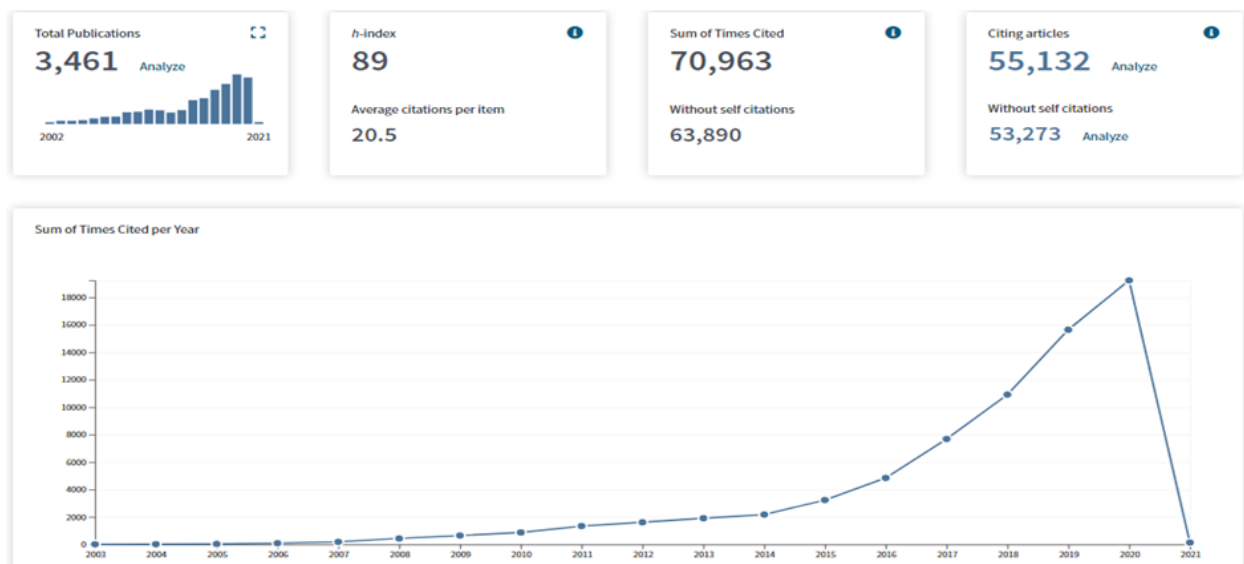 Total Publications
3,461 Analyze
2002 2021
h-index
89
Average citations per item
20.5
Sum of Times Cited
70,963
Without self citations
63,890
Citing articles
55,132 Analyze
Without self citations
53,273 Analyze
Sum of Times Cited per Year
18000
16000
14000
12000
10000
8000
6000
4000
2000
0
2003 2004 2005 2006 2007 2008 2009 2010 2011 2012 2013 2014 2015 2016 2017 2018 2019 2020 2021